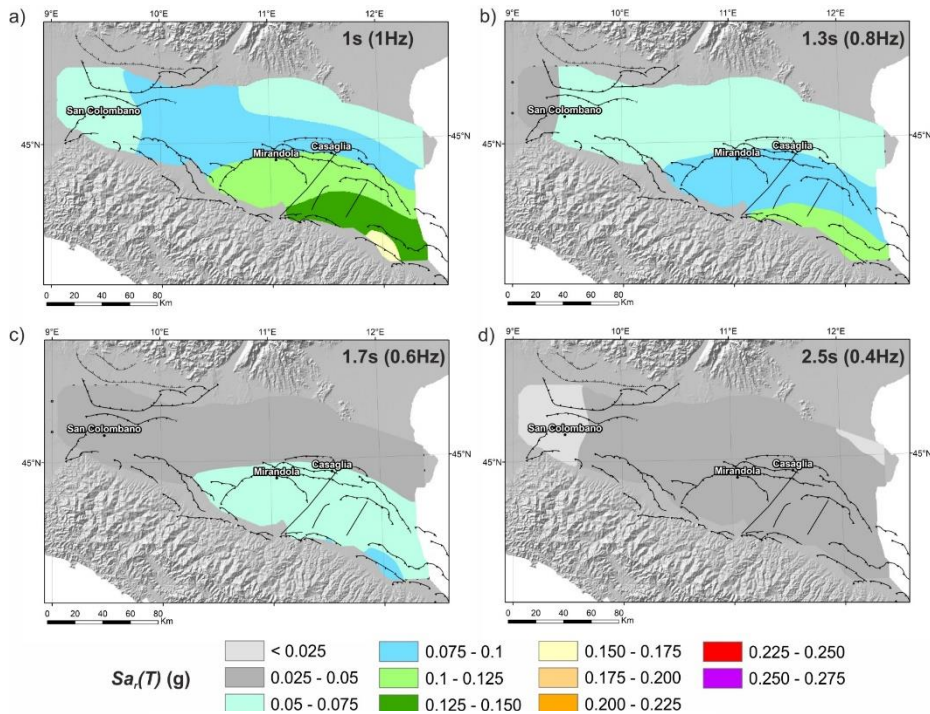 a)
1s (1Hz)
9°E 10°E 11°E 12°E
45°N
45°N
San Colombano
Mirandola
Casaglia
0 20 40 60 80 Km
b)
1.3s (0.8Hz)
9°E 10°E 11°E 12°E
45°N
45°N
San Colombano
Mirandola
Casaglia
0 20 40 60 80 Km
c)
1.7s (0.6Hz)
9°E 10°E 11°E 12°E
45°N
45°N
San Colombano
Mirandola
Casaglia
0 20 40 60 80 Km
d)
2.5s (0.4Hz)
9°E 10°E 11°E 12°E
45°N
45°N
San Colombano
Mirandola
Casaglia
0 20 40 60 80 Km
Sar(T) (g)
< 0.025
0.025 - 0.05
0.05 - 0.075
0.075 - 0.1
0.1 - 0.125
0.125 - 0.150
0.150 - 0.175
0.175 - 0.200
0.200 - 0.225
0.225 - 0.250
0.250 - 0.275